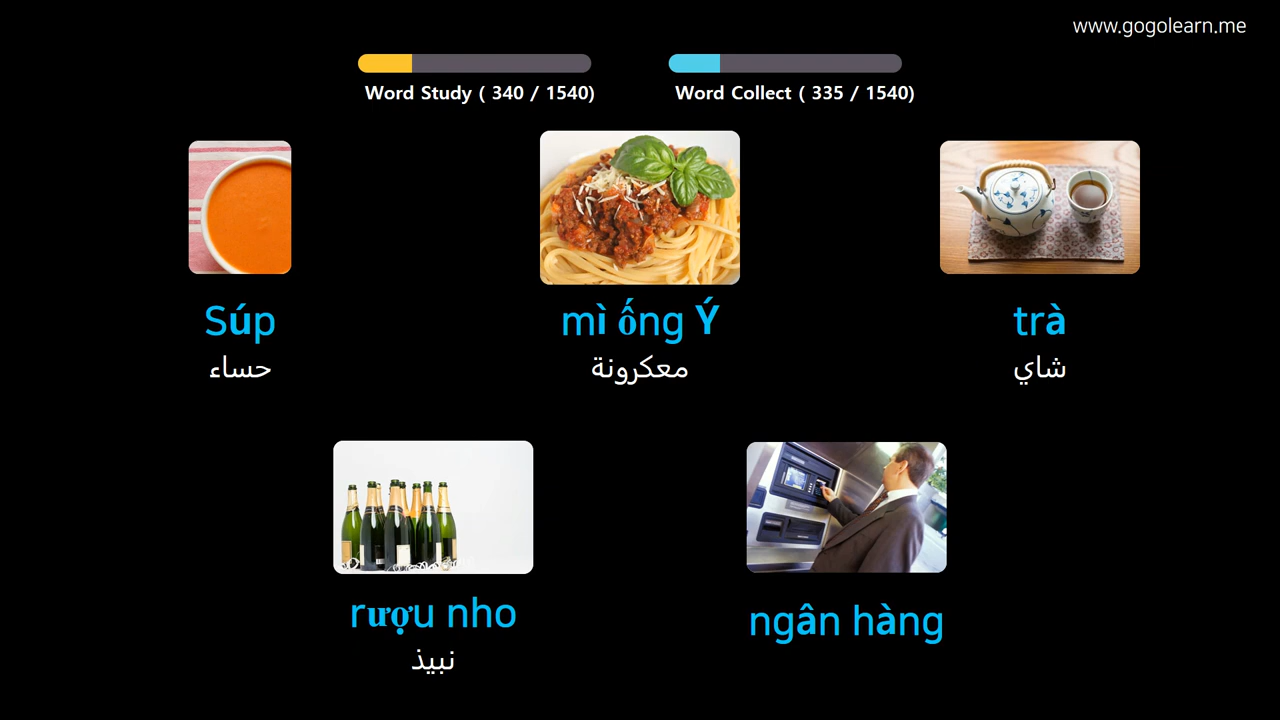 www.gogolearn.me
Word Study ( 340 / 1540)
Word Collect ( 335 / 1540)
Súp
حساء
mì ống Ý
معكرونة
trà
شاي
rượu nho
نبيذ
ngân hàng